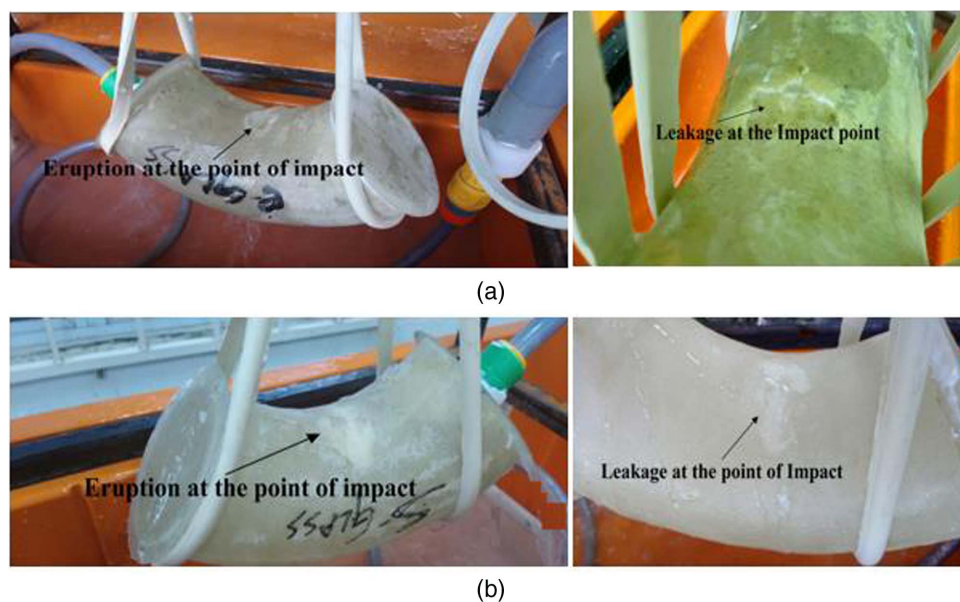 Eruption at the point of impact
Leakage at the Impact point
(a)
Eruption at the point of impact
S-GLASS
Leakage at the point of Impact
(b)